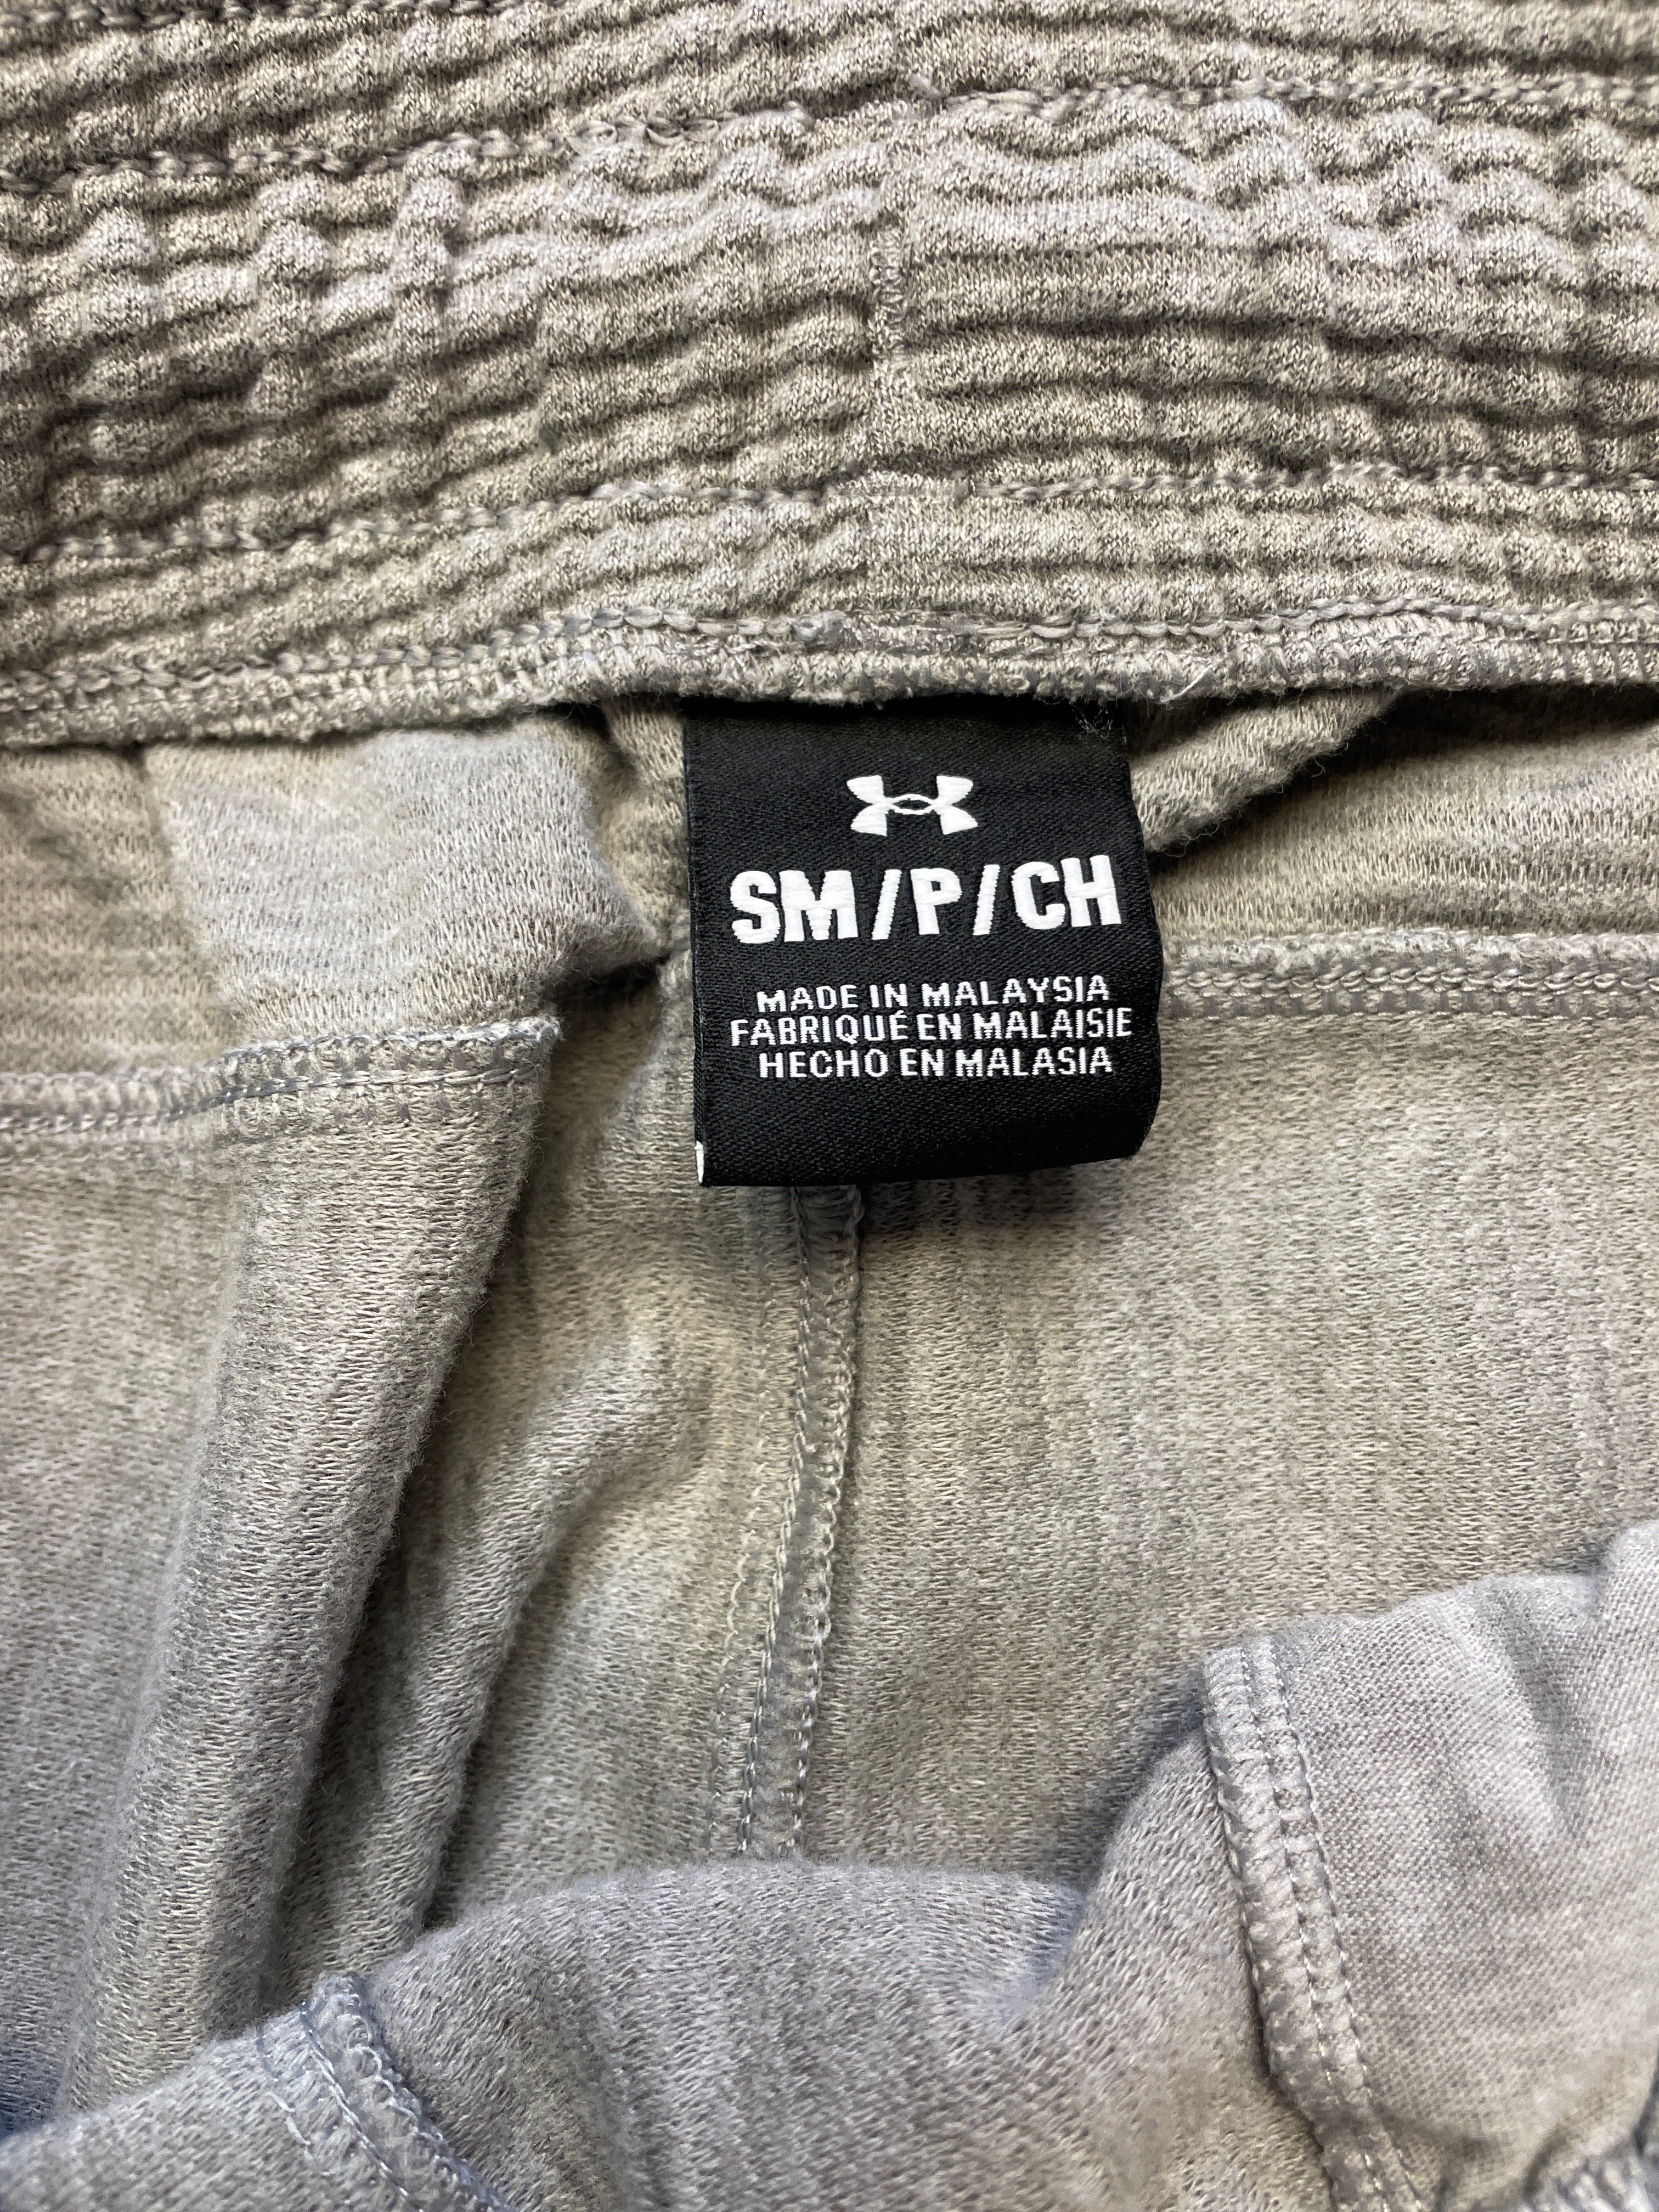 SM/P/CH
MADE IN MALAYSIA
FABRIQUÉ EN MALAISIE
HECHO EN MALASIA